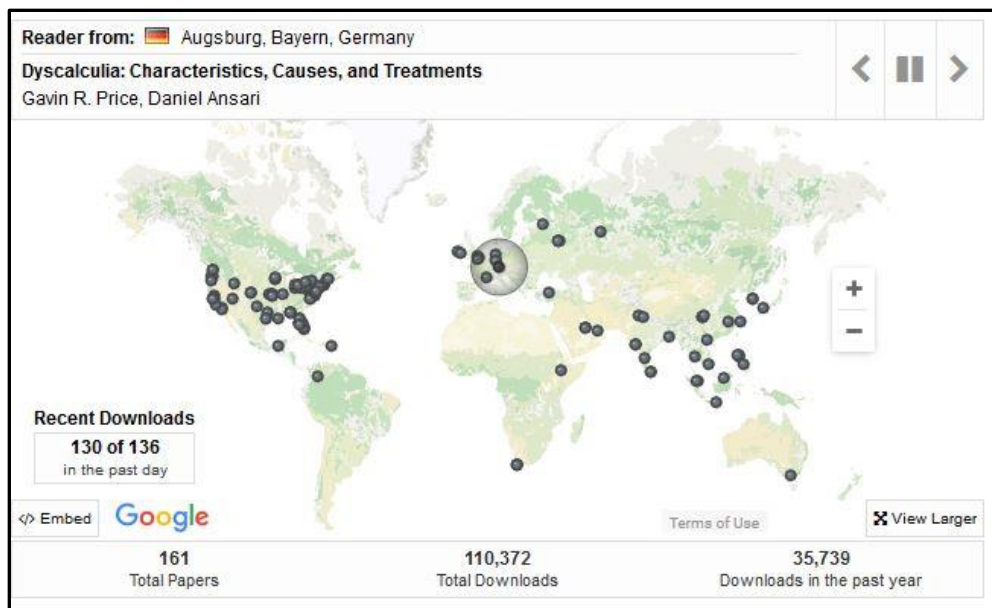 Reader from: Augsburg, Bayern, Germany
Dyscalculia: Characteristics, Causes, and Treatments
Gavin R. Price, Daniel Ansari
+
−
Recent Downloads
130 of 136
in the past day
</> Embed
Google
Terms of Use
View Larger
161
Total Papers
110,372
Total Downloads
35,739
Downloads in the past year